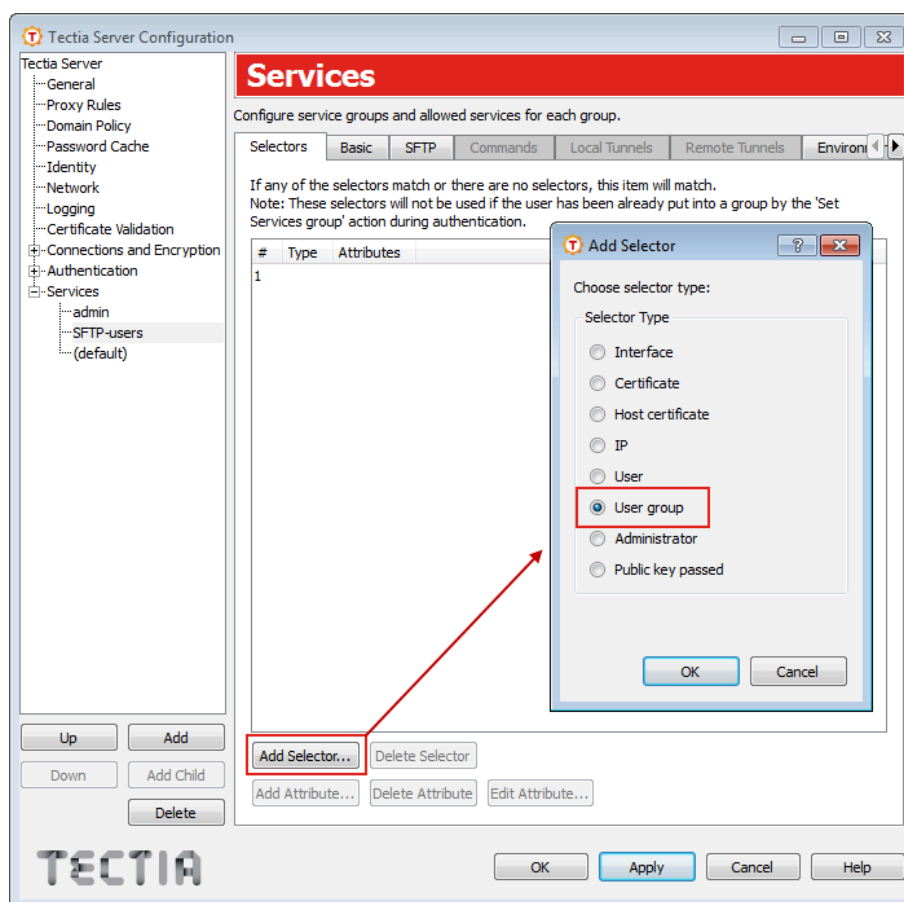 Tectia Server Configuration
Tectia Server
General
Proxy Rules
Domain Policy
Password Cache
Identity
Network
Logging
Certificate Validation
Connections and Encryption
Authentication
Services
admin
SFTP-users
(default)
Up
Add
Down
Add Child
Delete
Services
Configure service groups and allowed services for each group.
Selectors Basic SFTP Commands Local Tunnels Remote Tunnels
If any of the selectors match or there are no selectors, this item will match.
Note: These selectors will not be used if the user has been already put into a group by the 'Set
Services group' action during authentication.
# Type Attributes
1
Add Selector
Choose selector type:
Selector Type
Interface
Certificate
Host certificate
IP
User
User group
Administrator
Public key passed
OK Cancel
Add Selector... Delete Selector
Add Attribute... Delete Attribute Edit Attribute...
TECTIA
OK Apply Cancel Help